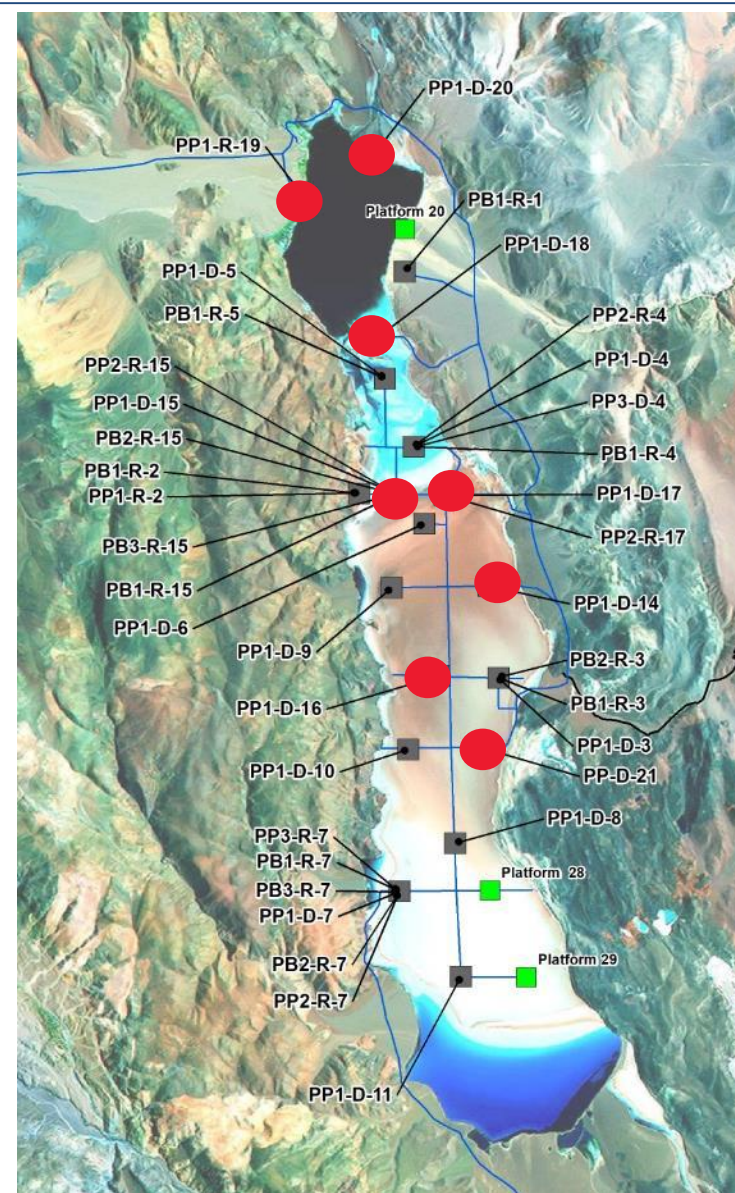 PP1-D-20
PP1-R-19
PB1-R-1
Platform 20
PP1-D-18
PP1-D-5
PB1-R-5
PP2-R-4
PP2-R-15
PP1-D-4
PP1-D-15
PP3-D-4
PB2-R-15
PB1-R-4
PB1-R-2
PP1-R-2
PP1-D-17
PB3-R-15
PP2-R-17
PB1-R-15
PP1-D-14
PP1-D-6
PP1-D-9
PB2-R-3
PB1-R-3
PP1-D-16
PP1-D-3
PP1-D-10
PP-D-21
PP1-D-8
PP3-R-7
PB1-R-7
Platform 28
PB3-R-7
PP1-D-7
PB2-R-7
Platform 29
PP2-R-7
PP1-D-11